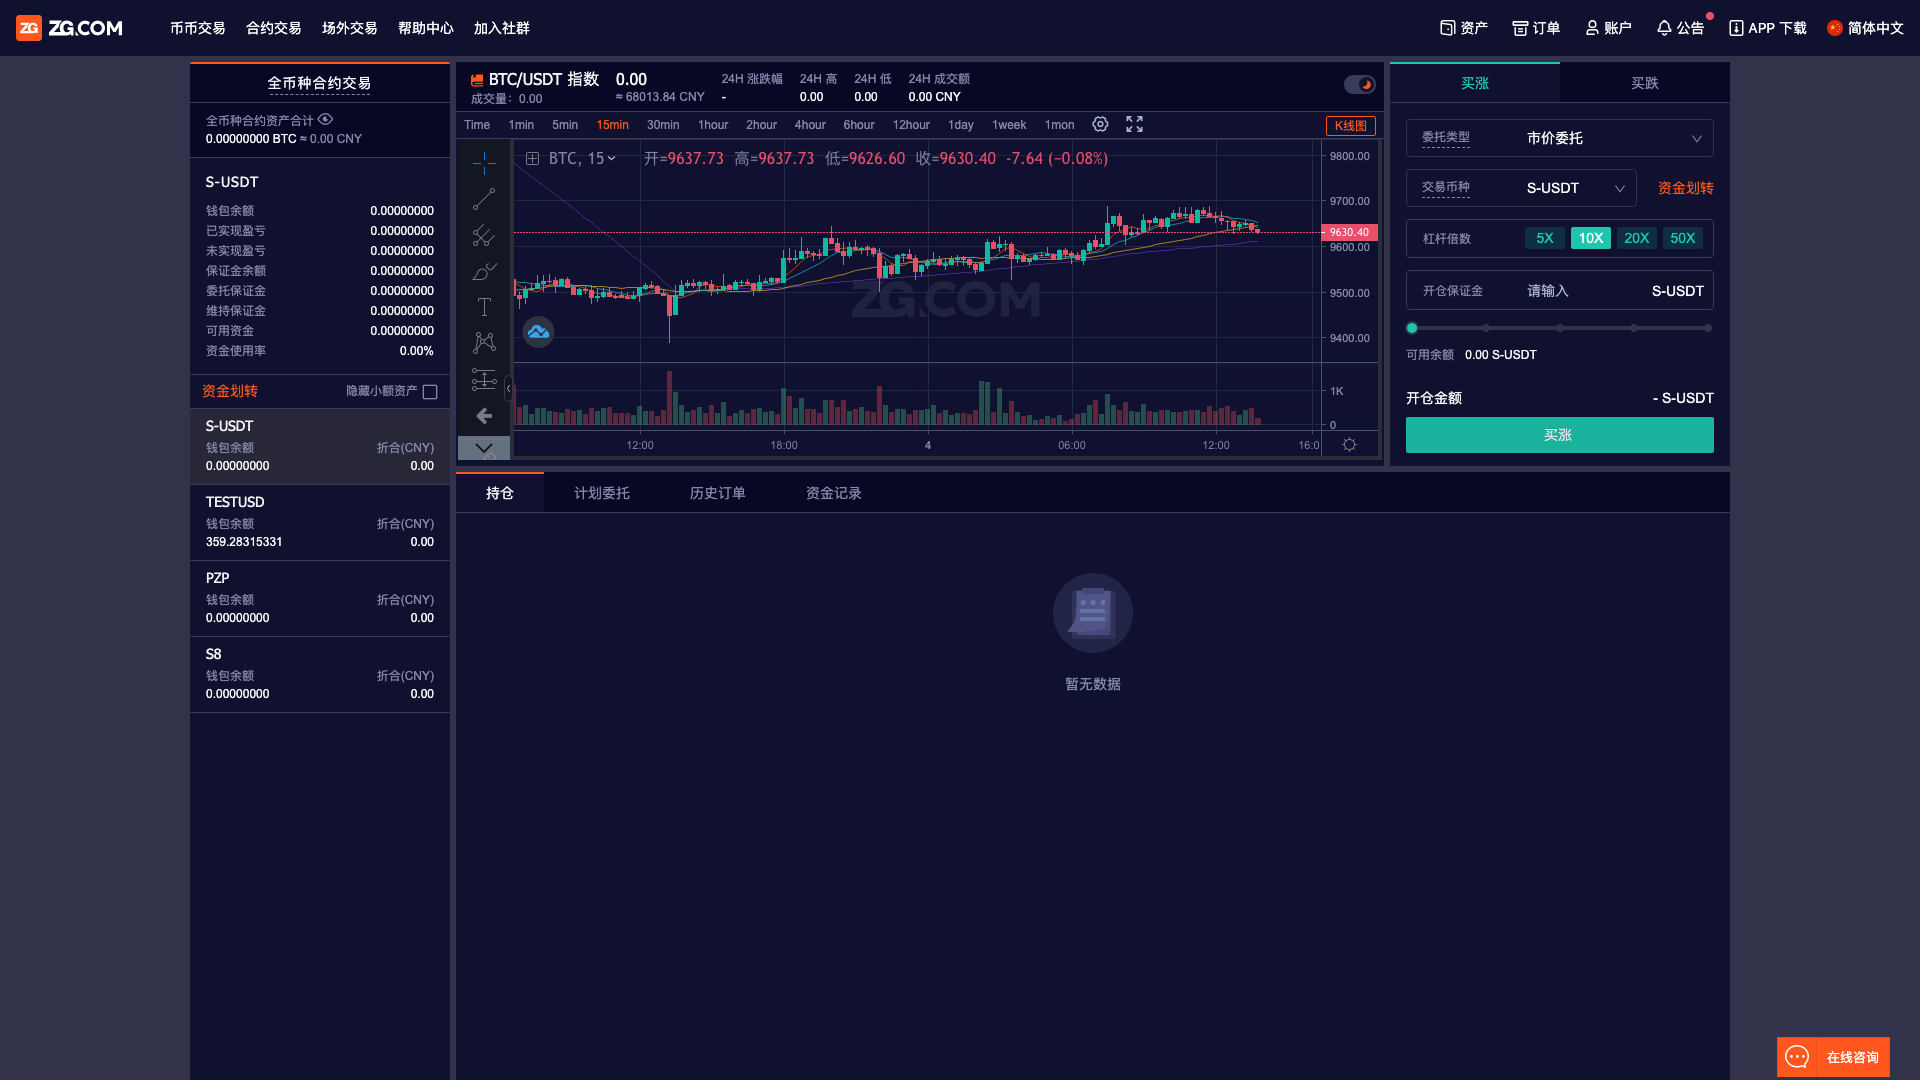 ZG ZG.COM 币币交易 合约交易 场外交易 帮助中心 加入社群 资产 订单 账户 公告 APP 下载 简体中文
全币种合约交易
全币种合约资产合计
0.00000000 BTC ≈ 0.00 CNY
S-USDT
钱包余额 0.00000000
已实现盈亏 0.00000000
未实现盈亏 0.00000000
保证金余额 0.00000000
委托保证金 0.00000000
维持保证金 0.00000000
可用资金 0.00000000
资金使用率 0.00%
资金划转 隐藏小额资产
S-USDT
钱包余额 折合(CNY)
0.00000000 0.00
TESTUSD
钱包余额 折合(CNY)
359.28315331 0.00
PZP
钱包余额 折合(CNY)
0.00000000 0.00
S8
钱包余额 折合(CNY)
0.00000000 0.00
BTC/USDT 指数 0.00 24H 涨跌幅 24H 高 24H 低 24H 成交额
成交量: 0.00 ≈ 68013.84 CNY - 0.00 0.00 0.00 CNY
Time 1min 5min 15min 30min 1hour 2hour 4hour 6hour 12hour 1day 1week 1mon K线图
BTC, 15 开=9637.73 高=9637.73 低=9626.60 收=9630.40 -7.64 (−0.08%)
9800.00
9700.00
9630.40
9600.00
9500.00
9400.00
ZG.COM
1K
0
12:00 18:00 4 06:00 12:00 16:0
买涨 买跌
委托类型 市价委托
交易币种 S-USDT 资金划转
杠杆倍数 5X 10X 20X 50X
开仓保证金 请输入 S-USDT
可用余额 0.00 S-USDT
开仓金额 - S-USDT
买涨
持仓 计划委托 历史订单 资金记录
暂无数据
在线咨询